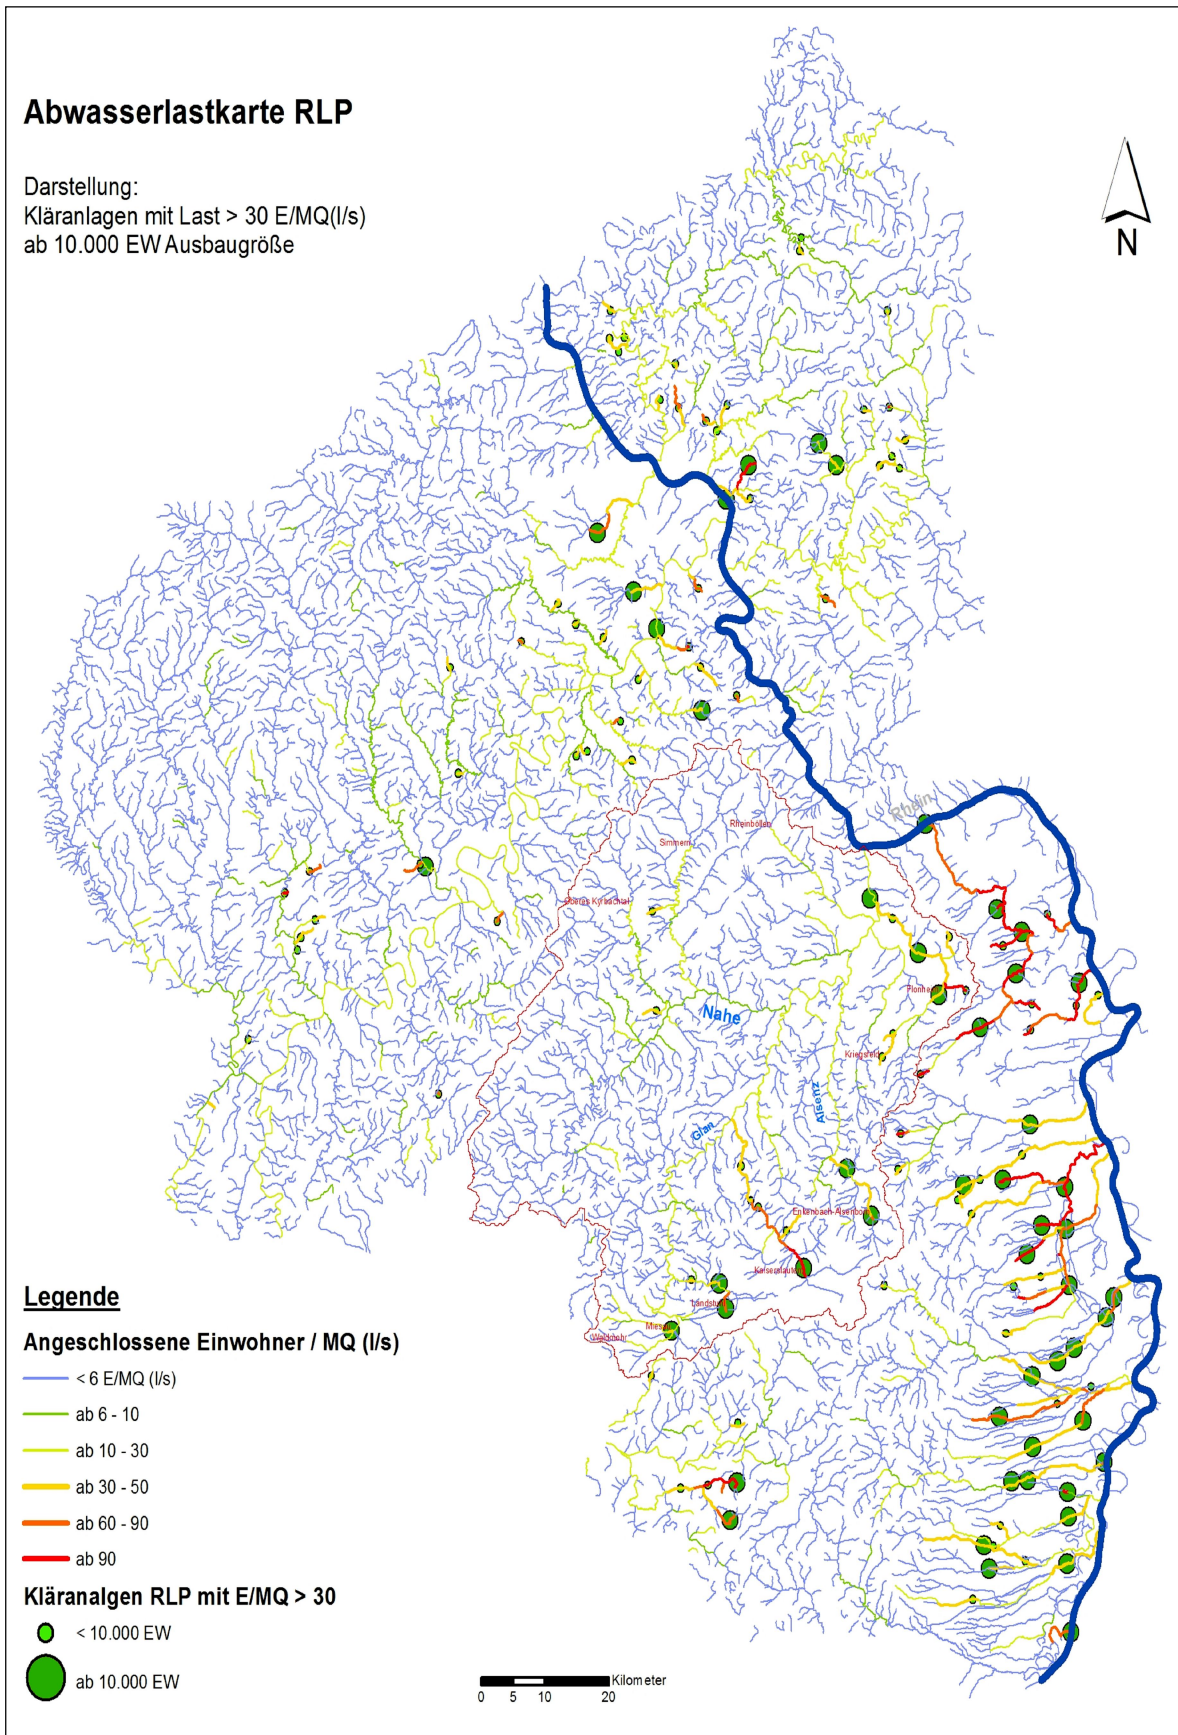 Abwasserlastkarte RLP
Darstellung:
Kläranlagen mit Last > 30 E/MQ(l/s)
ab 10.000 EW Ausbaugröße
N
Rhein
Rheinböllen
Simmern
Oberes Kyrbachtal
Flonheim
Nahe
Kriegsfeld
Alsenz
Glan
Enkenbach-Alsenborn
Kaiserslautern
Landstuhl
Miesau
Waldmohr
Legende
Angeschlossene Einwohner / MQ (l/s)
< 6 E/MQ (l/s)
ab 6 - 10
ab 10 - 30
ab 30 - 50
ab 60 - 90
ab 90
Kläranalgen RLP mit E/MQ > 30
< 10.000 EW
ab 10.000 EW
Kilometer
0 5 10 20